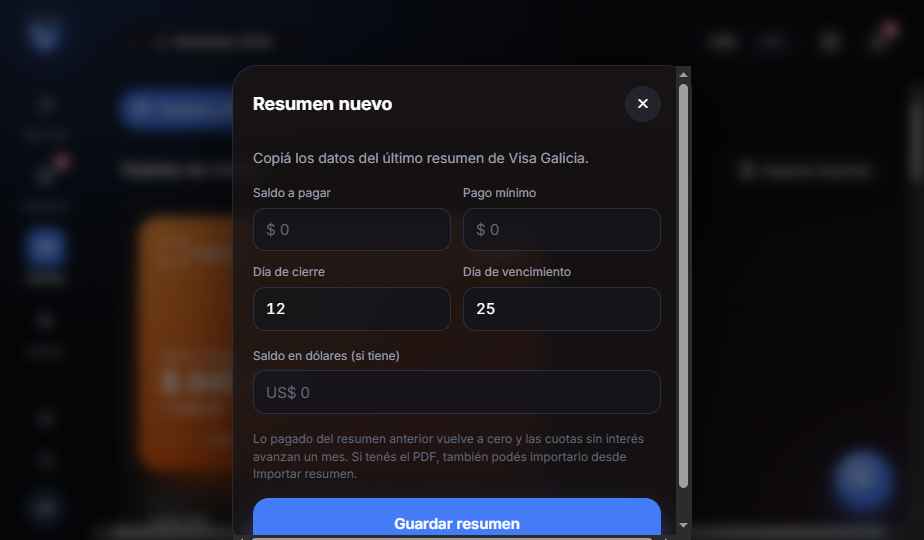 Resumen nuevo
Copiá los datos del último resumen de Visa Galicia.
Saldo a pagar
Pago mínimo
$ 0
$ 0
Día de cierre
Día de vencimiento
12
25
Saldo en dólares (si tiene)
US$ 0
Lo pagado del resumen anterior vuelve a cero y las cuotas sin interés
avanzan un mes. Si tenés el PDF, también podés importarlo desde
Importar resumen.
Guardar resumen